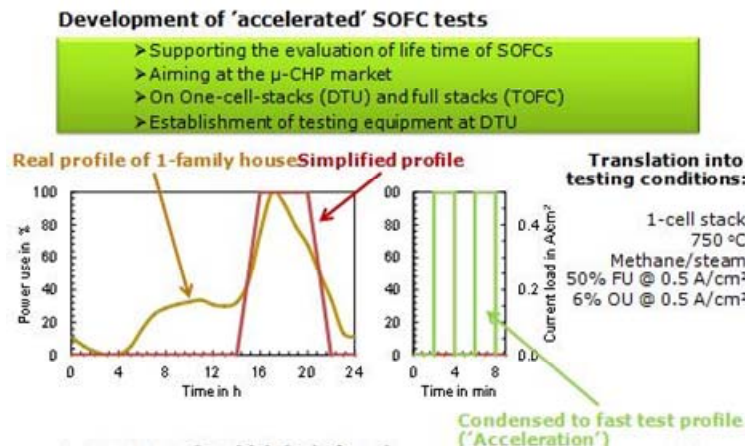 Development of ‘accelerated’ SOFC tests
➢Supporting the evaluation of life time of SOFCs
➢Aiming at the µ-CHP market
➢On One-cell-stacks (DTU) and full stacks (TOFC)
➢Establishment of testing equipment at DTU
Real profile of 1-family house
Simplified profile
Translation into
testing conditions:
1-cell stack
750 °C
Methane/steam
50% FU @ 0.5 A/cm²
6% OU @ 0.5 A/cm²
Power use in %
100
80
60
40
20
0
0 4 8 12 16 20 24
Time in h
00
80
60
40
20
0
0 4 8
Time in min
0.4
0.2
0.0
Current load in A/cm²
Condensed to fast test profile
(‘Acceleration’)